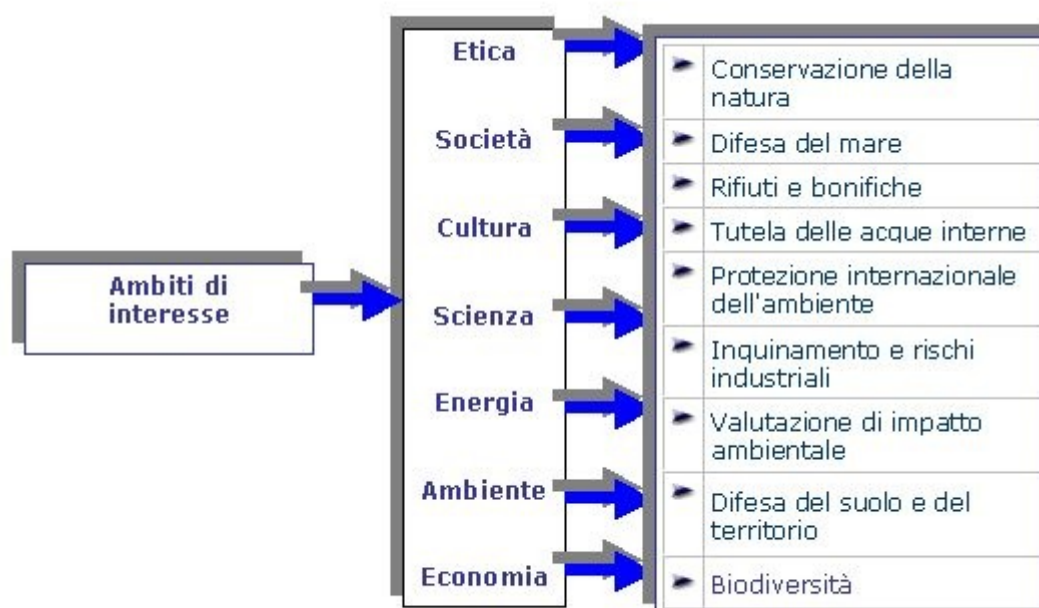 Ambiti di
interesse
Etica
Società
Cultura
Scienza
Energia
Ambiente
Economia
Conservazione della
natura
Difesa del mare
Rifiuti e bonifiche
Tutela delle acque interne
Protezione internazionale
dell'ambiente
Inquinamento e rischi
industriali
Valutazione di impatto
ambientale
Difesa del suolo e del
territorio
Biodiversità